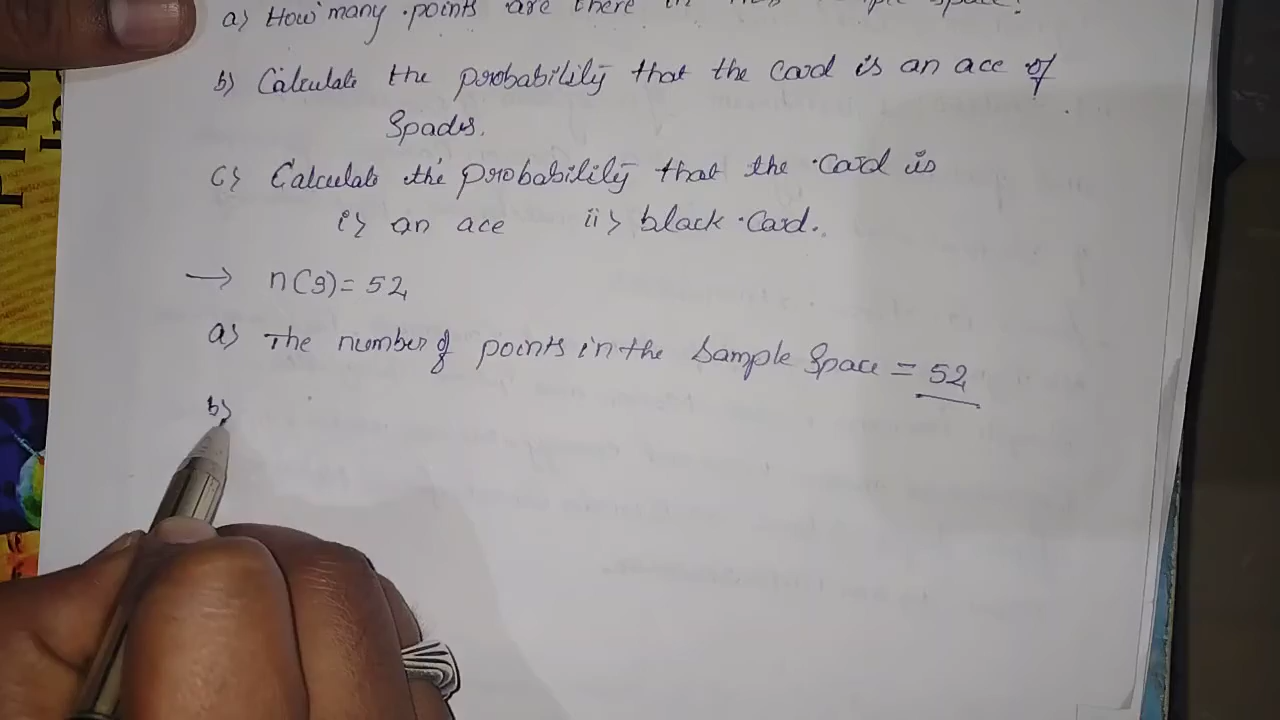 a) How many points are there in
b) Calculate the probability that the card is an ace of
Spades.
c) Calculate the probability that the card is
i) an ace ii) black card.
→ n(S) = 52
a) The number of points in the sample space = 52
b)